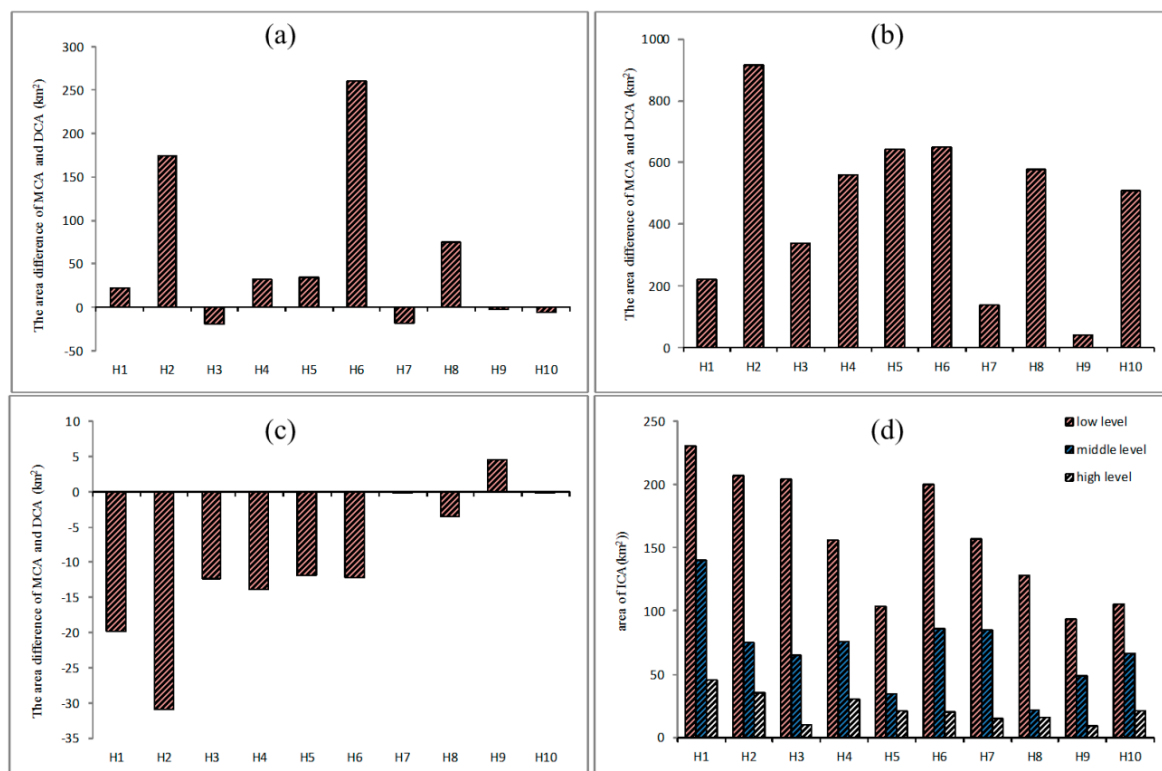 (a)
The area difference of MCA and DCA (km²)
300
250
200
150
100
50
0
-50
H1 H2 H3 H4 H5 H6 H7 H8 H9 H10
(b)
The area difference of MCA and DCA (km²)
1000
800
600
400
200
0
H1 H2 H3 H4 H5 H6 H7 H8 H9 H10
(c)
The area difference of MCA and DCA (km²)
10
5
0
-5
-10
-15
-20
-25
-30
-35
H1 H2 H3 H4 H5 H6 H7 H8 H9 H10
(d)
area of ICA(km²))
250
200
150
100
50
0
low level
middle level
high level
H1 H2 H3 H4 H5 H6 H7 H8 H9 H10